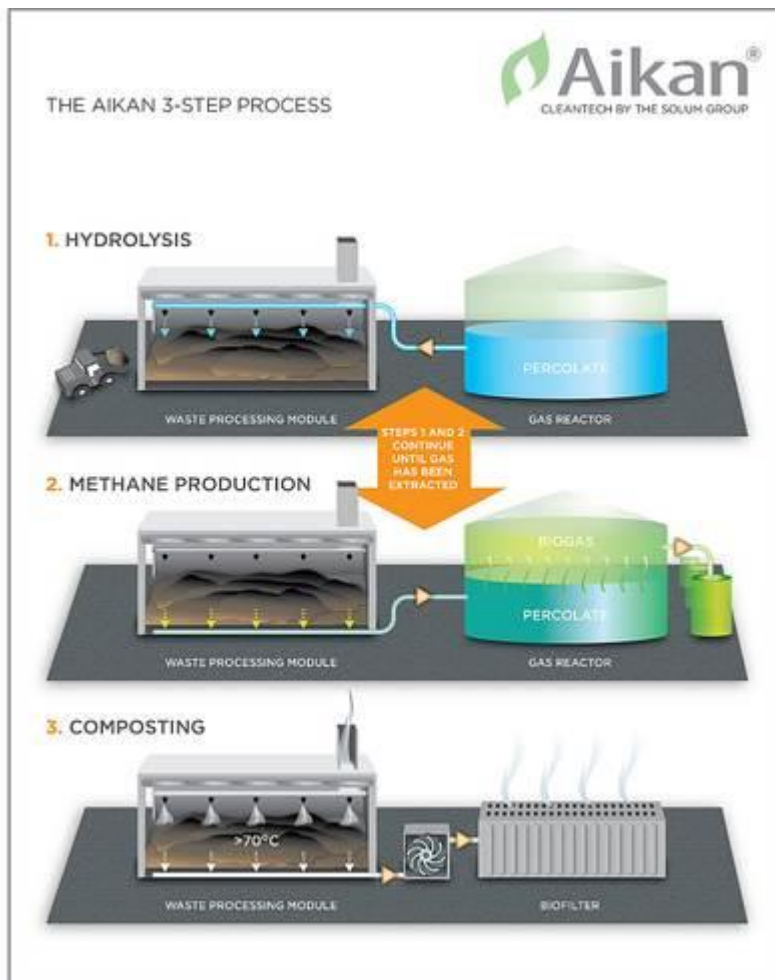 Aikan®
CLEANTECH BY THE SOLUM GROUP
THE AIKAN 3-STEP PROCESS
1. HYDROLYSIS
PERCOLATE
WASTE PROCESSING MODULE
GAS REACTOR
STEPS 1 AND 2
CONTINUE
UNTIL GAS
HAS BEEN
EXTRACTED
2. METHANE PRODUCTION
BIOGAS
PERCOLATE
WASTE PROCESSING MODULE
GAS REACTOR
3. COMPOSTING
>70°C
WASTE PROCESSING MODULE
BIOFILTER